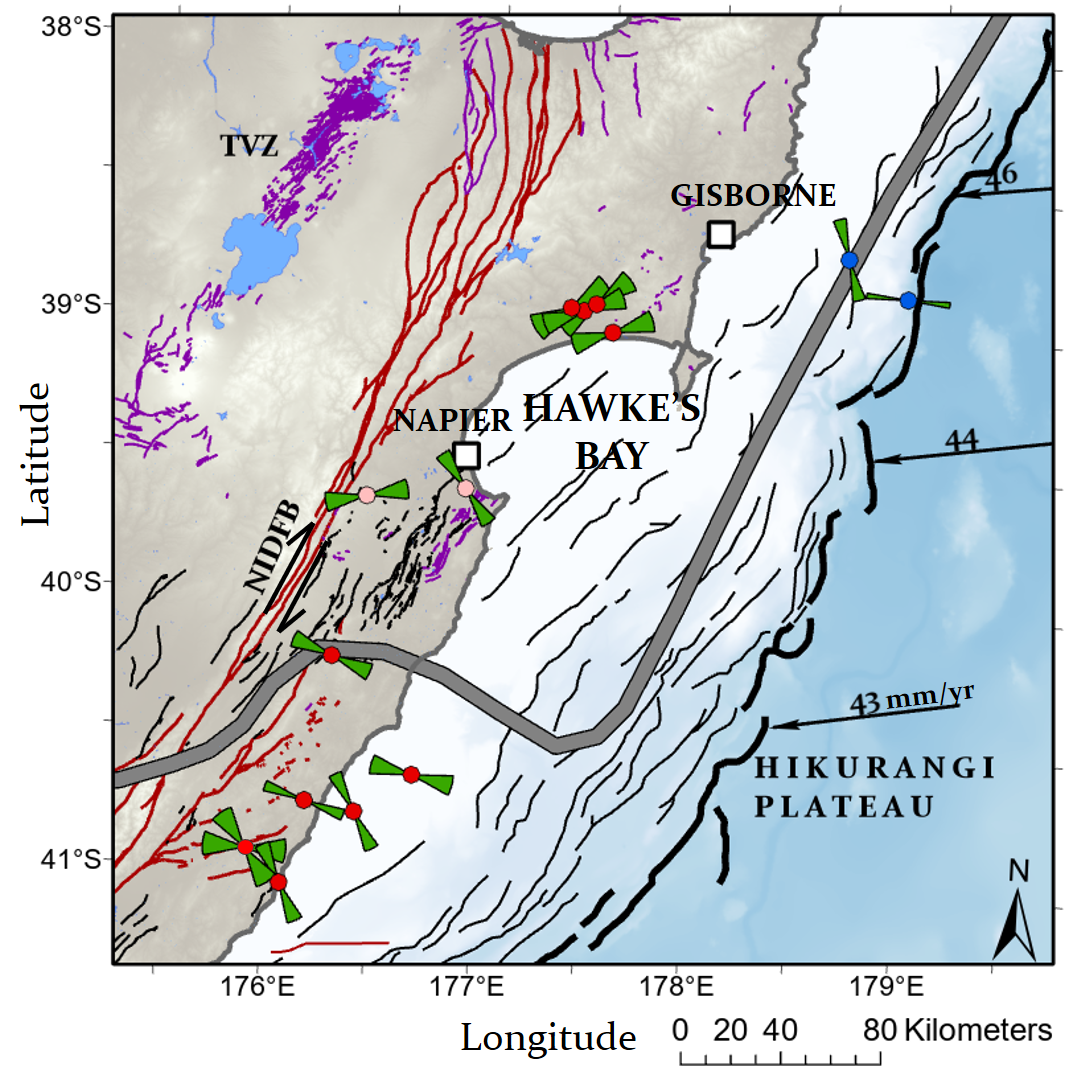 38°S
TVZ
GISBORNE
46
39°S
HAWKE'S
NAPIER
BAY
44
Latitude
NIDFB
40°S
43 mm/yr
HIKURANGI
PLATEAU
41°S
N
176°E
177°E
178°E
179°E
Longitude
0 20 40 80 Kilometers